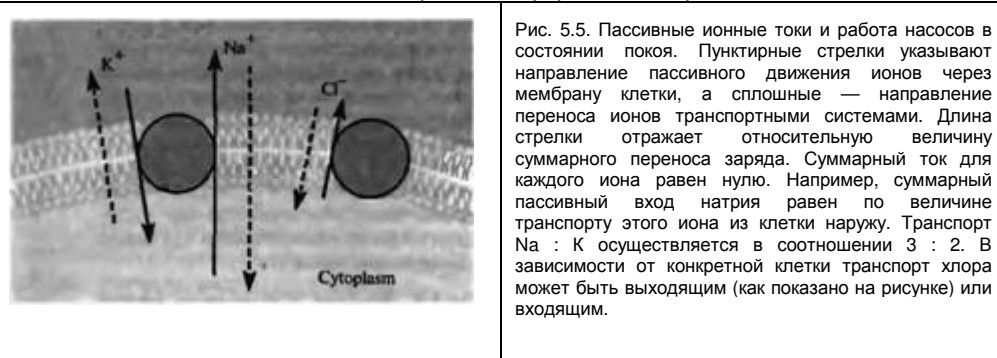 K⁺
Na⁺
Cl⁻
Cytoplasm
Рис. 5.5. Пассивные ионные токи и работа насосов в
состоянии покоя. Пунктирные стрелки указывают
направление пассивного движения ионов через
мембрану клетки, а сплошные — направление
переноса ионов транспортными системами. Длина
стрелки отражает относительную величину
суммарного переноса заряда. Суммарный ток для
каждого иона равен нулю. Например, суммарный
пассивный вход натрия равен по величине
транспорту этого иона из клетки наружу. Транспорт
Na : К осуществляется в соотношении 3 : 2. В
зависимости от конкретной клетки транспорт хлора
может быть выходящим (как показано на рисунке) или
входящим.